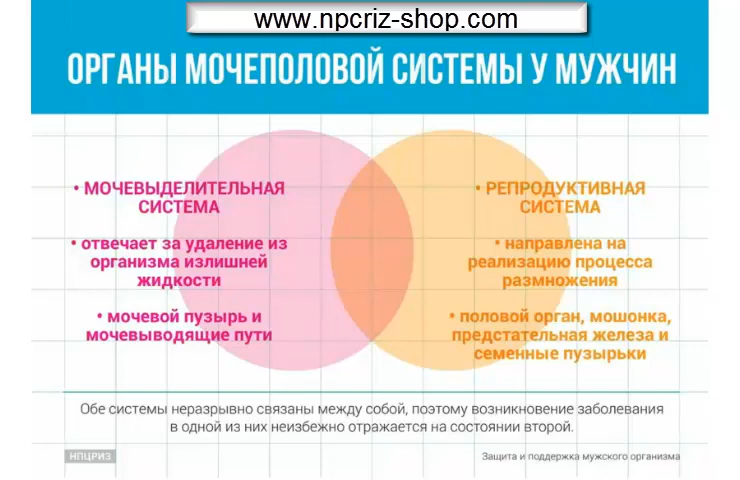 www.npcriz-shop.com
ОРГАНЫ МОЧЕПОЛОВОЙ СИСТЕМЫ У МУЖЧИН
• МОЧЕВЫДЕЛИТЕЛЬНАЯ
СИСТЕМА
• отвечает за удаление из
организма излишней
жидкости
• мочевой пузырь и
мочевыводящие пути
• РЕПРОДУКТИВНАЯ
СИСТЕМА
• направлена на
реализацию процесса
размножения
• половой орган, мошонка,
предстательная железа и
семенные пузырьки
Обе системы неразрывно связаны между собой, поэтому возникновение заболевания
в одной из них неизбежно отражается на состоянии второй.
НПЦРИЗ
Защита и поддержка мужского организма